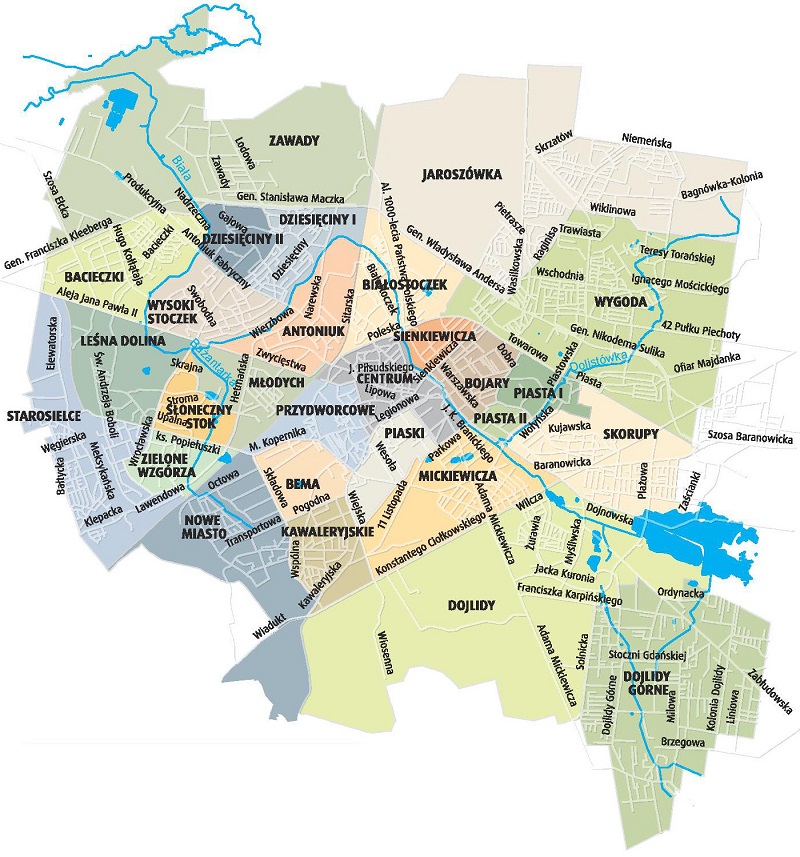 ZAWADY
Lodowa
Zawady
Biała
Produkcyjna
Nadrzeczna
Szosa Ełcka
Gen. Stanisława Maczka
JAROSZÓWKA
Skrzatów
Niemeńska
Bagnówka-Kolonia
Wiklinowa
Pietrasze
Wasilkowska
Raginisa
Al. 1000-lecia Państwa Polskiego
Gen. Władysława Andersa
Gen. Franciszka Kleeberga
Hugo Kołłątaja
Bacieczki
Antoniuk Fabryczny
Gajowa
DZIESIĘCINY I
DZIESIĘCINY II
Dziesięciny
BACIECZKI
Aleja Jana Pawła II
WYSOKI
STOCZEK
Swobodna
Wierzbowa
Narewska
Sitarska
ANTONIUK
BIAŁOSTOCZEK
Białostoczek
Poleska
Trawiasta
Wschodnia
Teresy Torańskiej
Ignacego Mościckiego
WYGODA
42 Pułku Piechoty
Gen. Nikodema Sulika
Ofiar Majdanka
Dolistówka
Towarowa
Piastowska
Piasta
SIENKIEWICZA
Sienkiewicza
Warszawska
BOJARY
Dobra
PIASTA I
PIASTA II
Wołyńska
LEŚNA DOLINA
Elewatorska
Św. Andrzeja Boboli
Bażantarka
Skrajna
Zwycięstwa
Hetmańska
MŁODYCH
J. Piłsudskiego
CENTRUM
Lipowa
Legionowa
PRZYDWORCOWE
Stroma
SŁONECZNY
STOK
Upalna
ks. Popiełuszki
Wrocławska
ZIELONE
WZGÓRZA
STAROSIELCE
Węgierska
Bałtycka
Meksykańska
Klepacka
Lawendowa
Octowa
M. Kopernika
NOWE
MIASTO
Transportowa
BEMA
Składowa
Pogodna
Wiejska
Wesoła
PIASKI
J. K. Branickiego
Parkowa
MICKIEWICZA
11 Listopada
Adama Mickiewicza
KAWALERYJSKIE
Wspólna
Kawaleryjska
Konstantego Ciołkowskiego
Wiadukt
Kujawska
SKORUPY
Baranowicka
Plażowa
Szosa Baranowicka
Zaścianki
Wilcza
Dojnowska
Żurawia
Myśliwska
Jacka Kuronia
Franciszka Karpińskiego
Ordynacka
DOJLIDY
Wiosenna
Adama Mickiewicza
Solnicka
Stoczni Gdańskiej
DOJLIDY
GÓRNE
Dojlidy Górne
Miłowa
Kolonia Dojlidy
Liniowa
Zabłudowska
Brzegowa